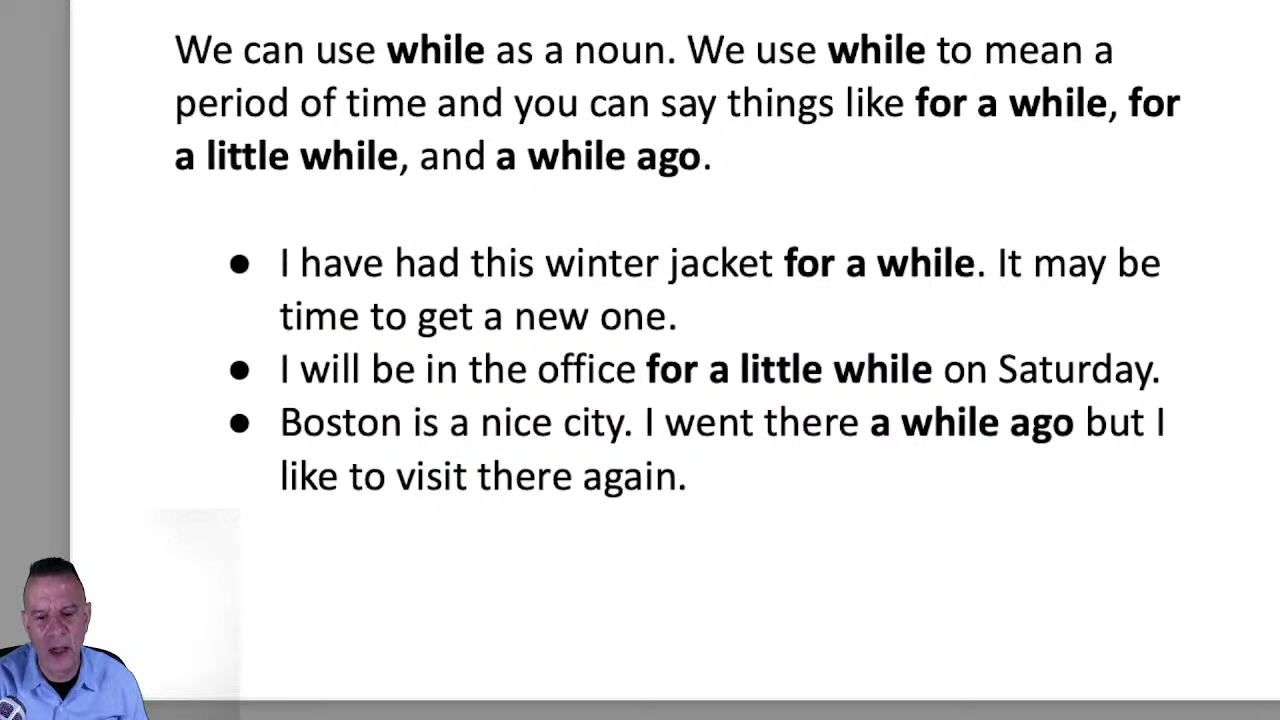 We can use while as a noun. We use while to mean a
period of time and you can say things like for a while, for
a little while, and a while ago.
● I have had this winter jacket for a while. It may be
time to get a new one.
● I will be in the office for a little while on Saturday.
● Boston is a nice city. I went there a while ago but I
like to visit there again.